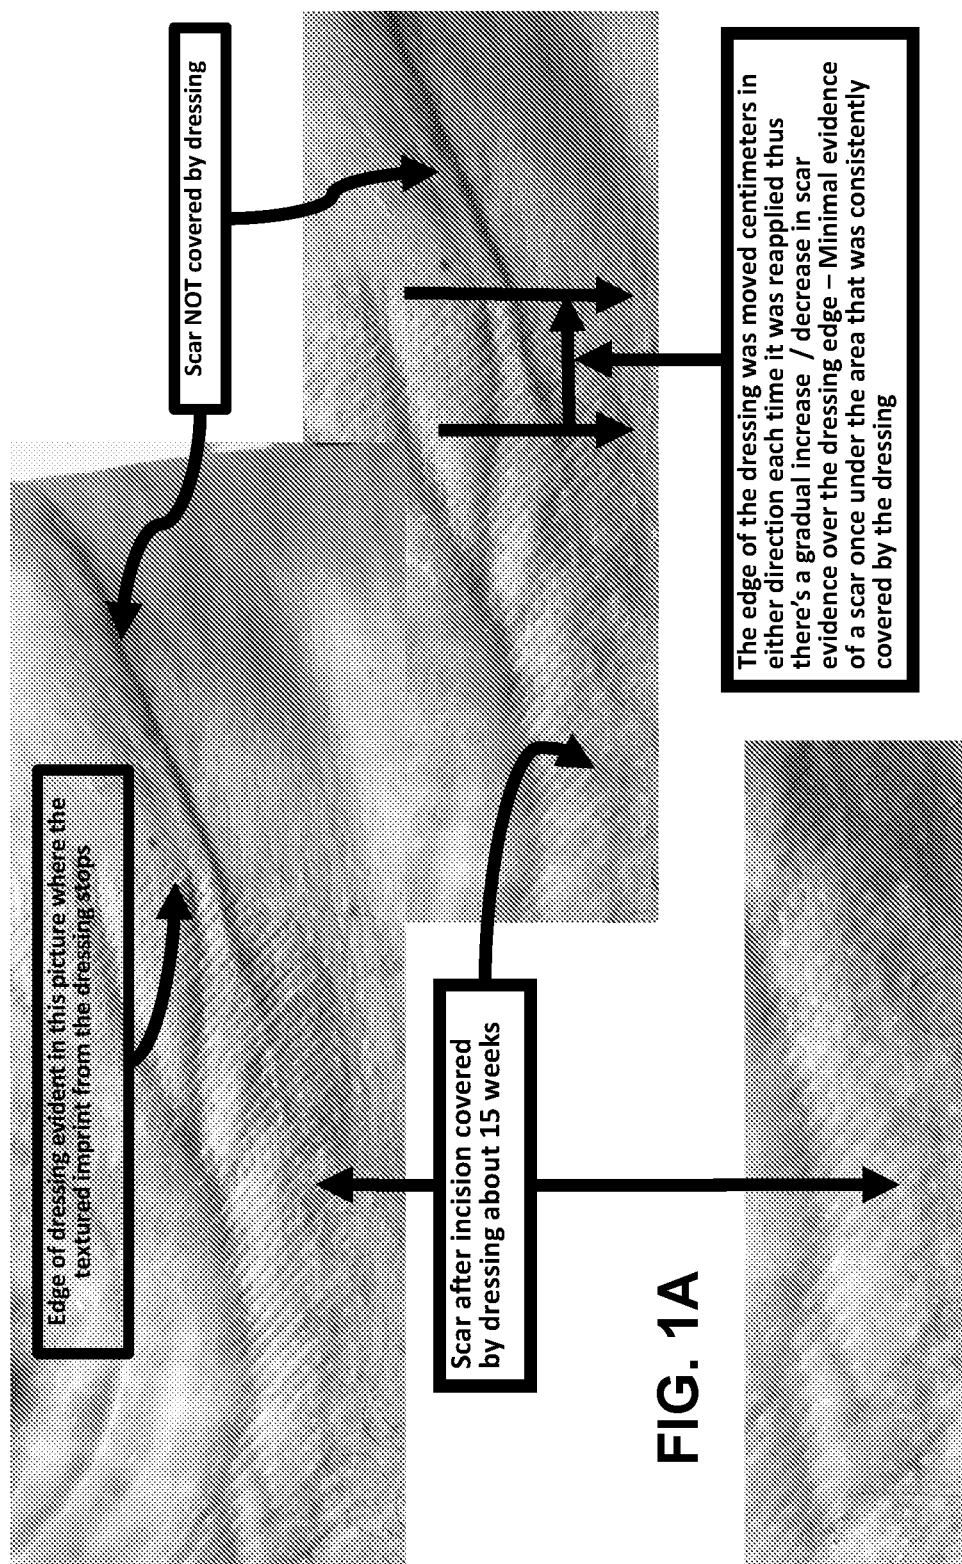 Edge of dressing evident in this picture where the
textured imprint from the dressing stops
Scar NOT covered by dressing
Scar after incision covered
by dressing about 15 weeks
FIG. 1A
The edge of the dressing was moved centimeters in
either direction each time it was reapplied thus
there's a gradual increase / decrease in scar
evidence over the dressing edge – Minimal evidence
of a scar once under the area that was consistently
covered by the dressing